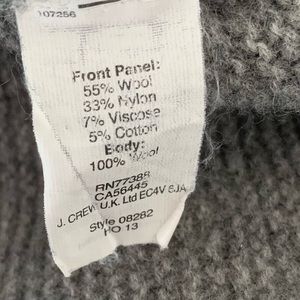 107256
Front Panel:
55% Wool
33% Nylon
7% Viscose
5% Cotton
Body:
100% Wool
RN77388
CA56445
J. CREW U.K. Ltd EC4V 6JA
Style 08282
HO 13